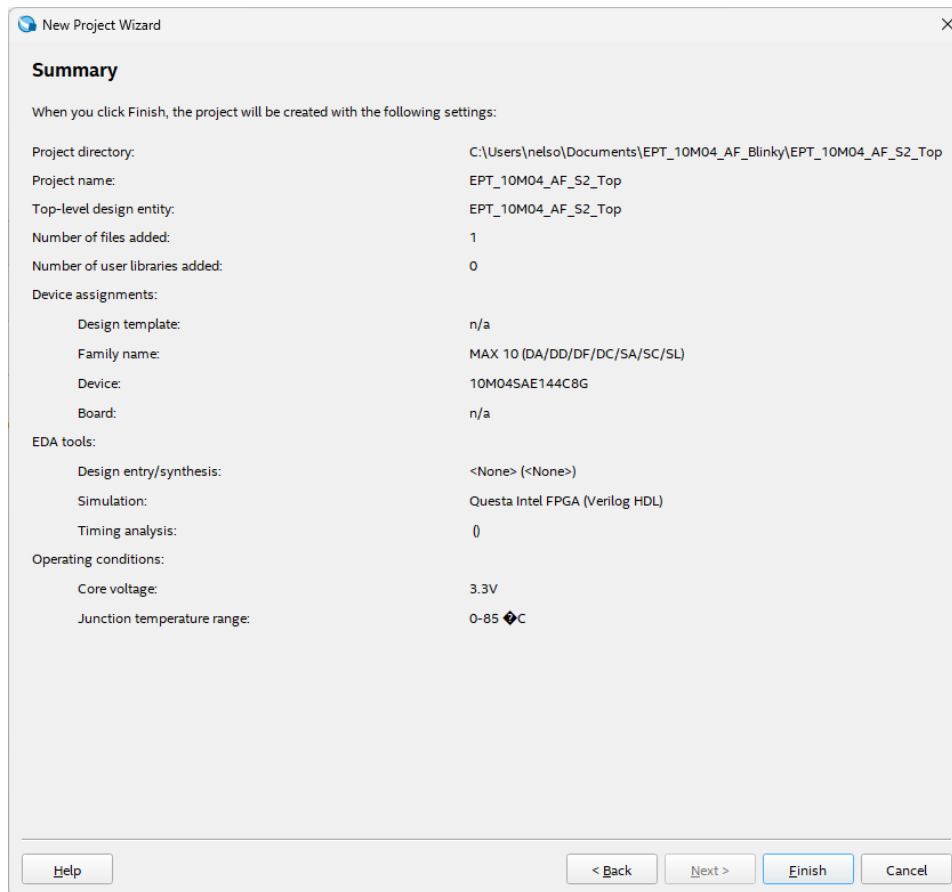 New Project Wizard
Summary
When you click Finish, the project will be created with the following settings:
Project directory: C:\Users\nelso\Documents\EPT_10M04_AF_Blinky\EPT_10M04_AF_S2_Top
Project name: EPT_10M04_AF_S2_Top
Top-level design entity: EPT_10M04_AF_S2_Top
Number of files added: 1
Number of user libraries added: 0
Device assignments:
Design template: n/a
Family name: MAX 10 (DA/DD/DF/DC/SA/SC/SL)
Device: 10M04SAE144C8G
Board: n/a
EDA tools:
Design entry/synthesis: <None> (<None>)
Simulation: Questa Intel FPGA (Verilog HDL)
Timing analysis: ()
Operating conditions:
Core voltage: 3.3V
Junction temperature range: 0-85 �C
Help < Back Next > Finish Cancel